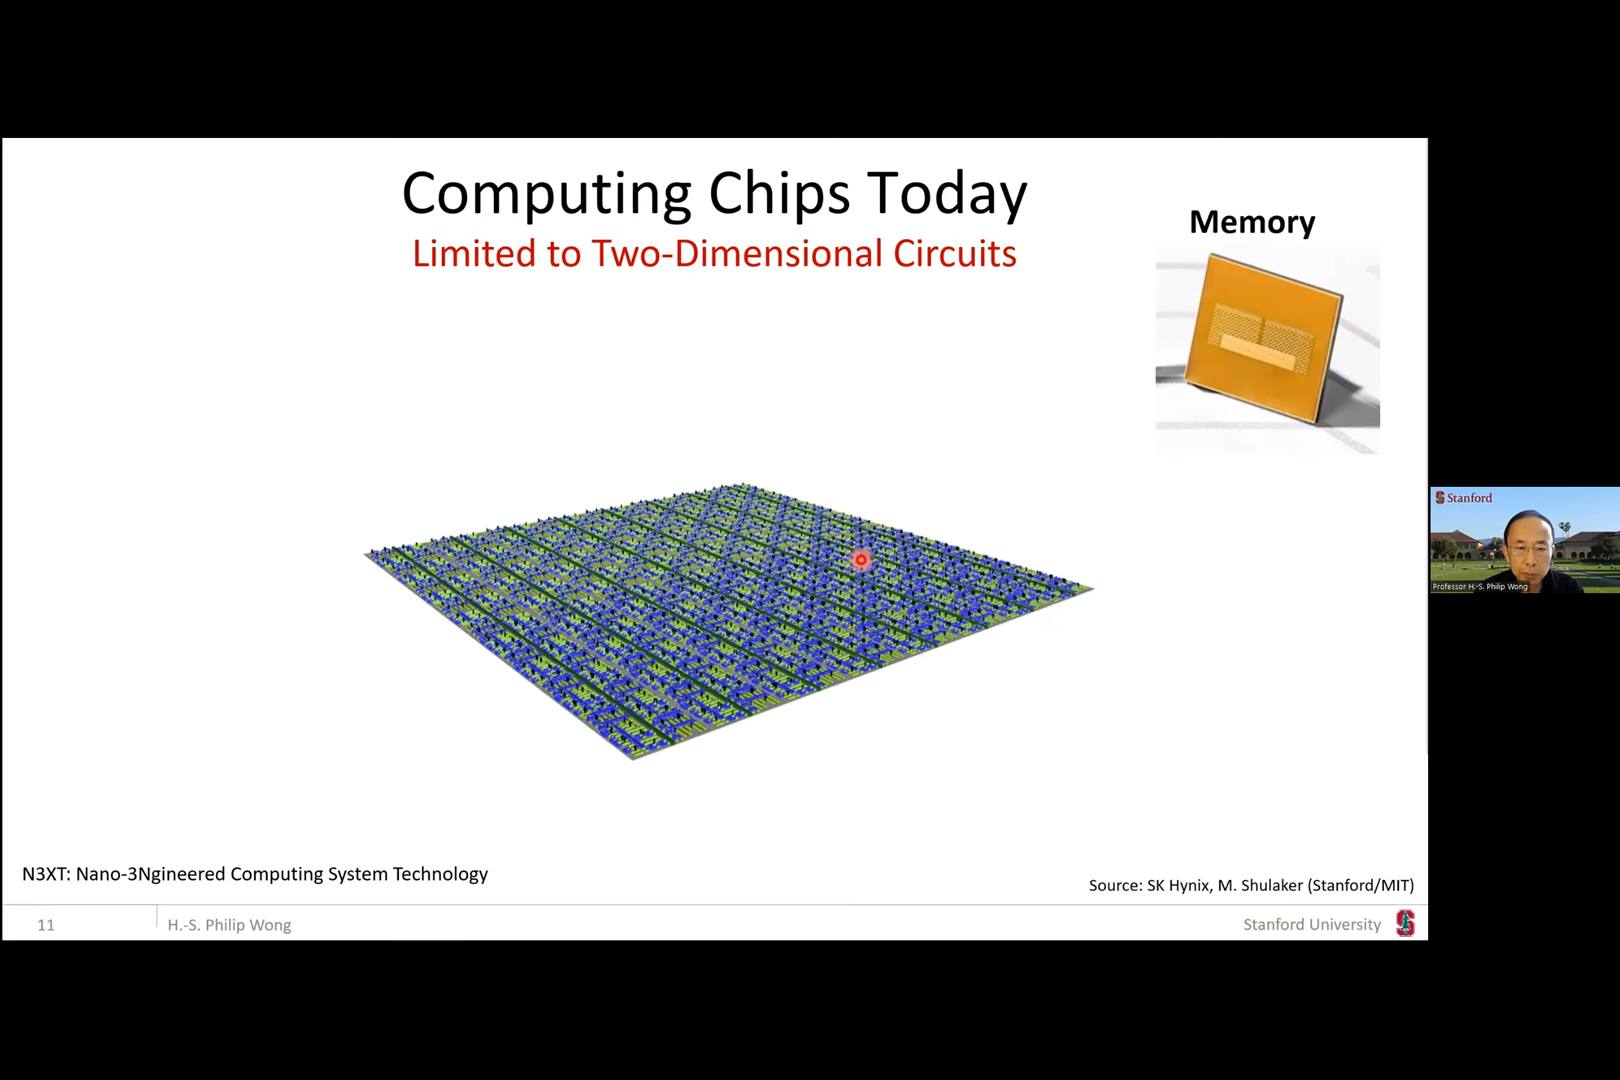 Computing Chips Today
Limited to Two-Dimensional Circuits
Memory
Stanford
Professor H.-S. Philip Wong
N3XT: Nano-3Ngineered Computing System Technology
Source: SK Hynix, M. Shulaker (Stanford/MIT)
11
H.-S. Philip Wong
Stanford University